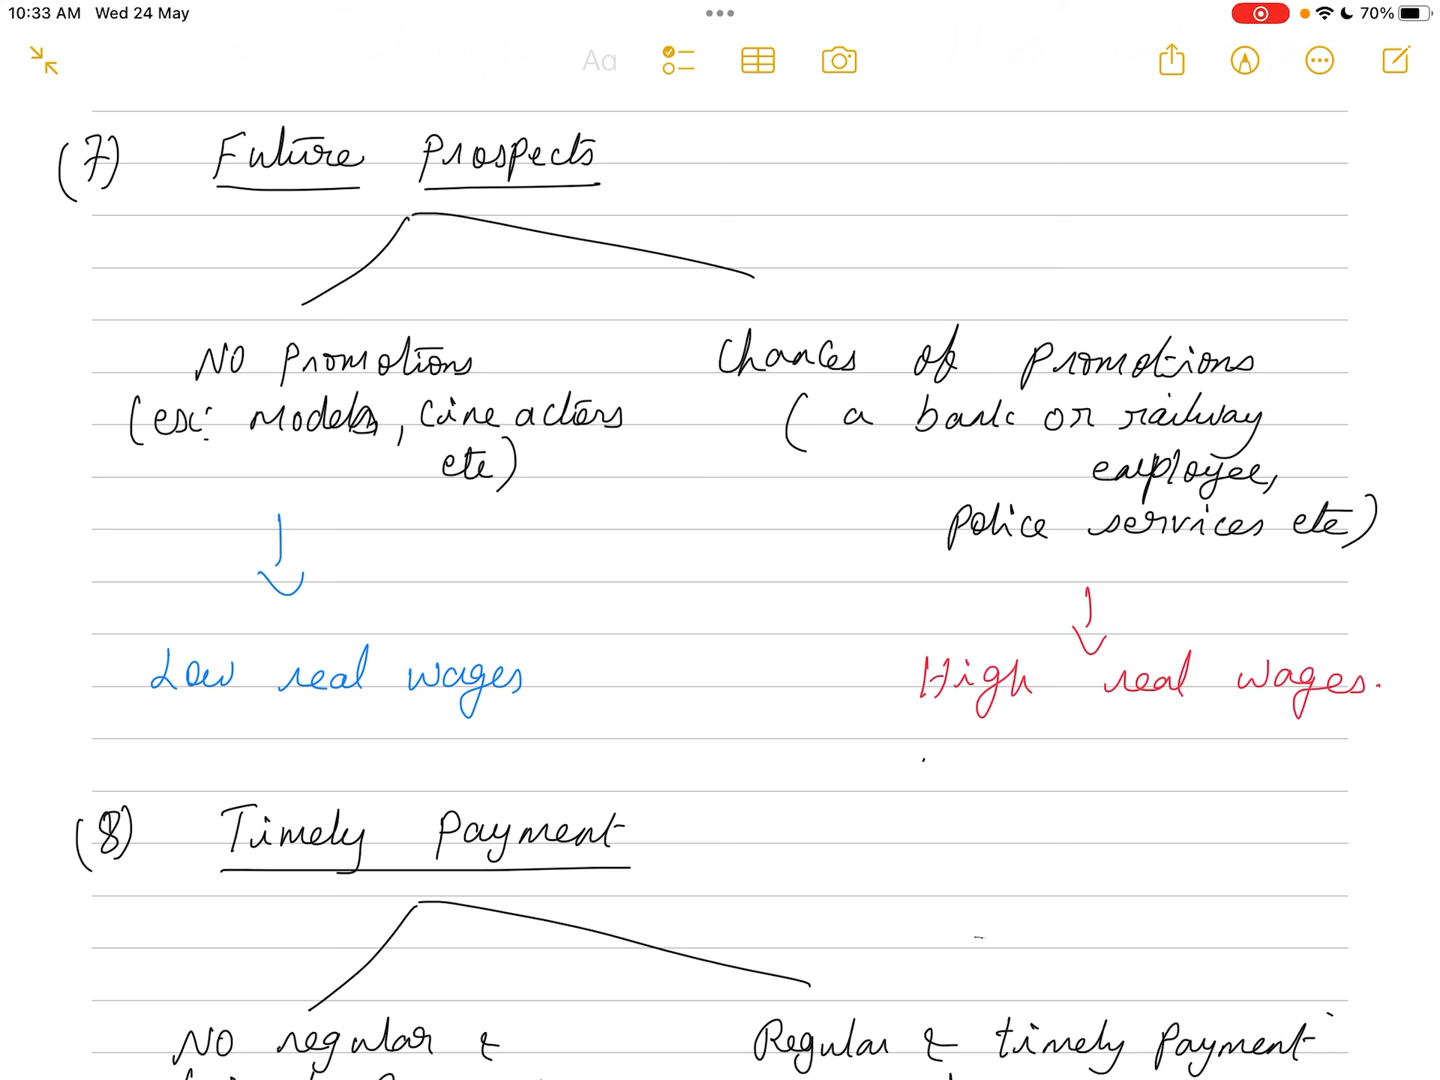 10:33 AM Wed 24 May
70%
Aa
(7) Future Prospects
No Promotions
(ex: Models, Cine actors
etc)
Chances of promotions
( a bank or railway
employee,
police services etc)
Low real wages
High real wages.
(8) Timely Payment
No regular &
Regular & timely payment